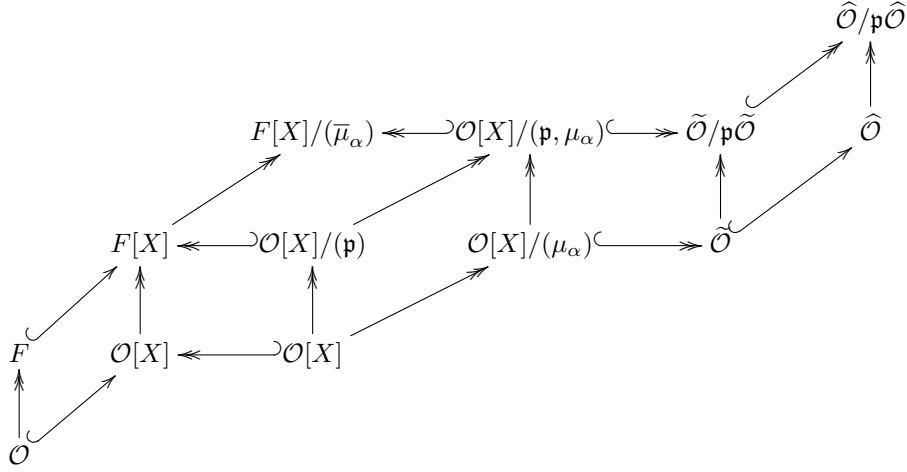 $\widehat{\mathcal{O}}/\mathfrak{p}\widehat{\mathcal{O}}$
$F[X]/(\overline{\mu}_\alpha)$ $\mathcal{O}[X]/(\mathfrak{p}, \mu_\alpha)$ $\widetilde{\mathcal{O}}/\mathfrak{p}\widetilde{\mathcal{O}}$ $\widehat{\mathcal{O}}$
$F[X]$ $\mathcal{O}[X]/(\mathfrak{p})$ $\mathcal{O}[X]/(\mu_\alpha)$ $\widetilde{\mathcal{O}}$
$F$ $\mathcal{O}[X]$ $\mathcal{O}[X]$
$\mathcal{O}$